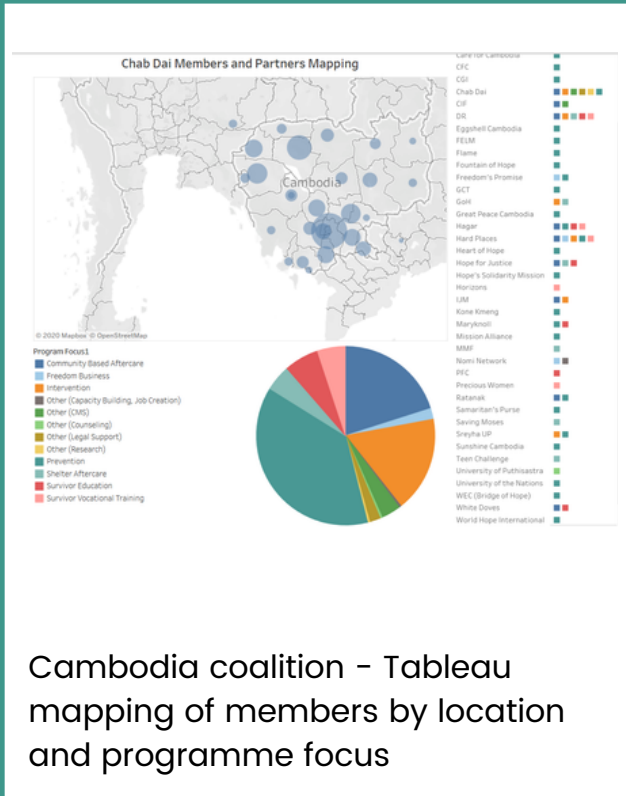 Chab Dai Members and Partners Mapping
Cambodia
© 2020 Mapbox © OpenStreetMap
Care for Cambodia
CFC
CGI
Chab Dai
CIF
DR
Eggshell Cambodia
FELM
Flame
Fountain of Hope
Freedom's Promise
GCT
GoH
Great Peace Cambodia
Hagar
Hard Places
Heart of Hope
Hope for Justice
Hope's Solidarity Mission
Horizons
IJM
Kone Kmeng
Maryknoll
Mission Alliance
MMF
Nomi Network
PFC
Precious Women
Ratanak
Samaritan's Purse
Saving Moses
Sreyha UP
Sunshine Cambodia
Teen Challenge
University of Puthisastra
University of the Nations
WEC (Bridge of Hope)
White Doves
World Hope International
Program Focus1
Community Based Aftercare
Freedom Business
Intervention
Other (Capacity Building, Job Creation)
Other (CMS)
Other (Counseling)
Other (Legal Support)
Other (Research)
Prevention
Shelter Aftercare
Survivor Education
Survivor Vocational Training
Cambodia coalition - Tableau
mapping of members by location
and programme focus